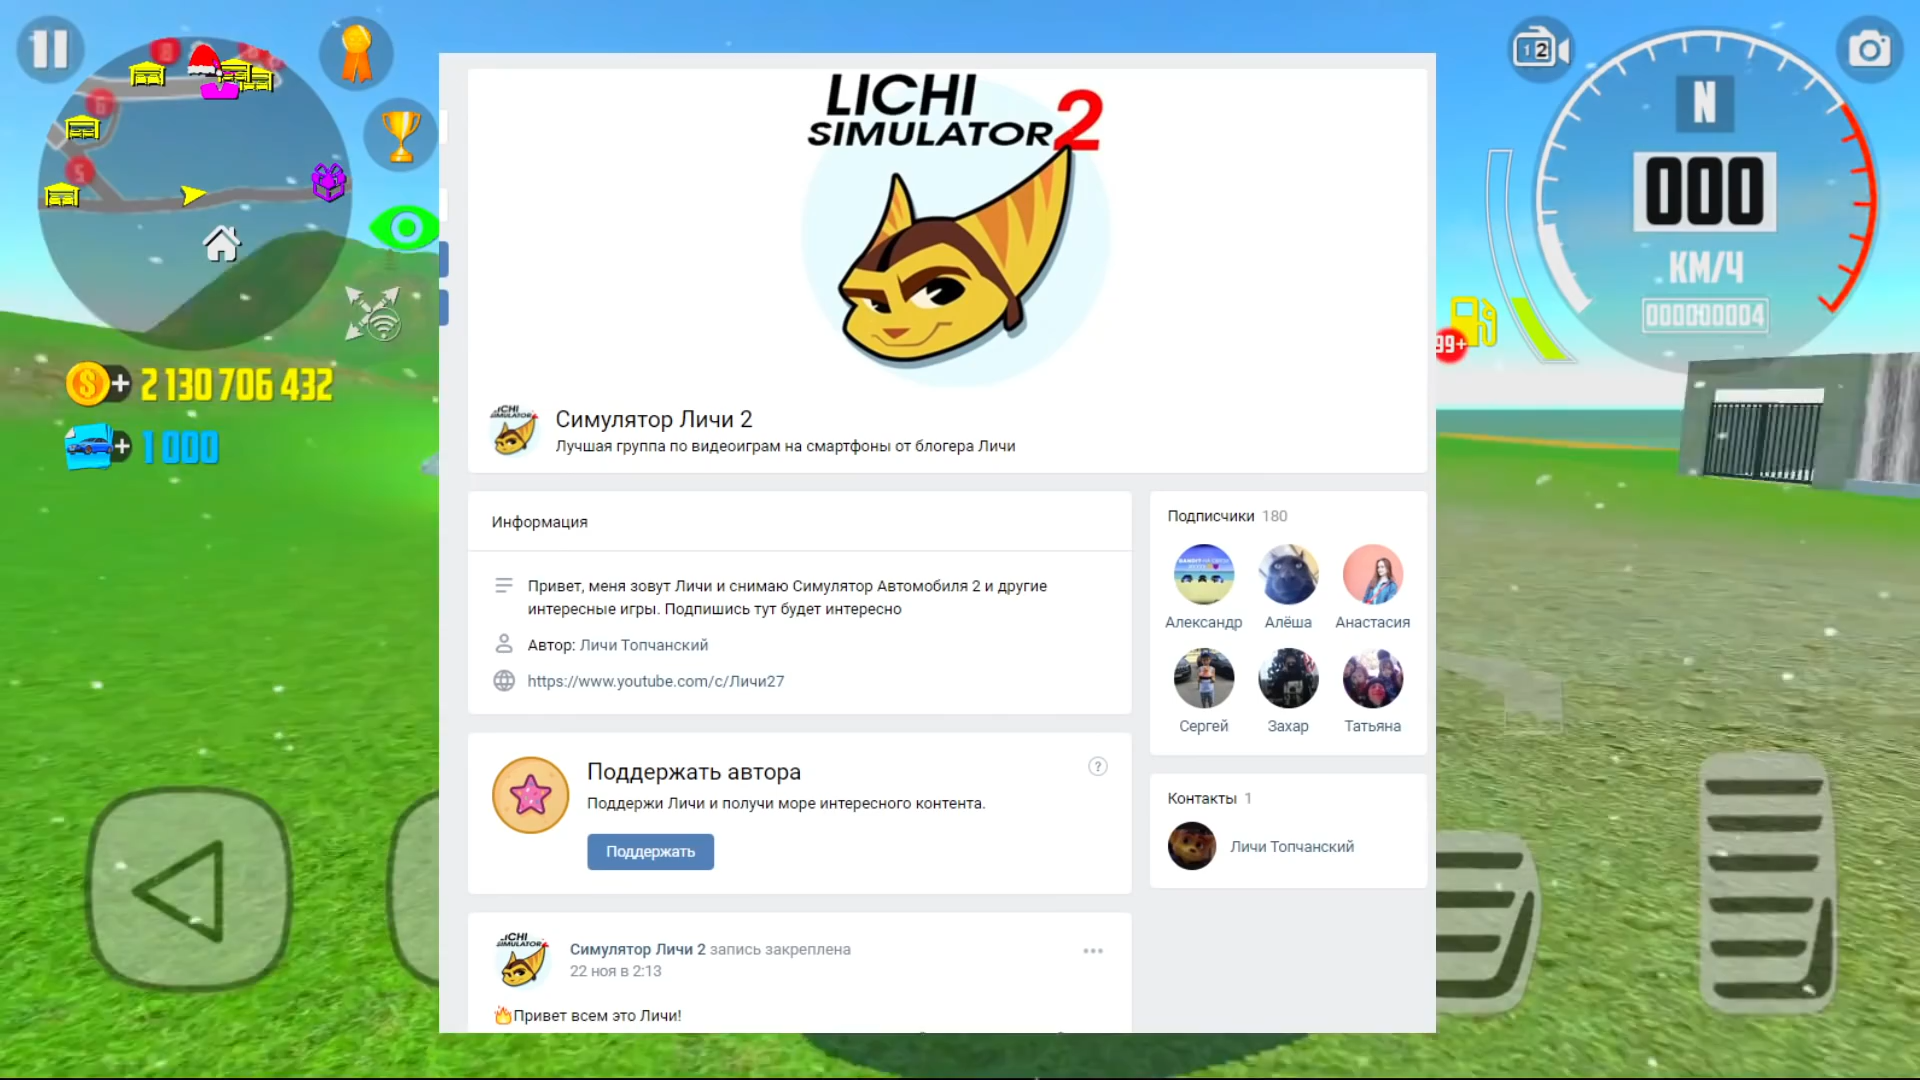 LICHI
SIMULATOR 2
Симулятор Личи 2
Лучшая группа по видеоиграм на смартфоны от блогера Личи
Информация
Привет, меня зовут Личи и снимаю Симулятор Автомобиля 2 и другие
интересные игры. Подпишись тут будет интересно
Автор: Личи Топчанский
https://www.youtube.com/c/Личи27
Поддержать автора
Поддержи Личи и получи море интересного контента.
?
Поддержать
Симулятор Личи 2 запись закреплена
22 ноя в 2:13
🔥Привет всем это Личи!
Подписчики 180
Александр
Алёша
Анастасия
Сергей
Захар
Татьяна
Контакты 1
Личи Топчанский
6
5
2 130 706 432
1 000
12
N
000
КМ/Ч
000000004
99+